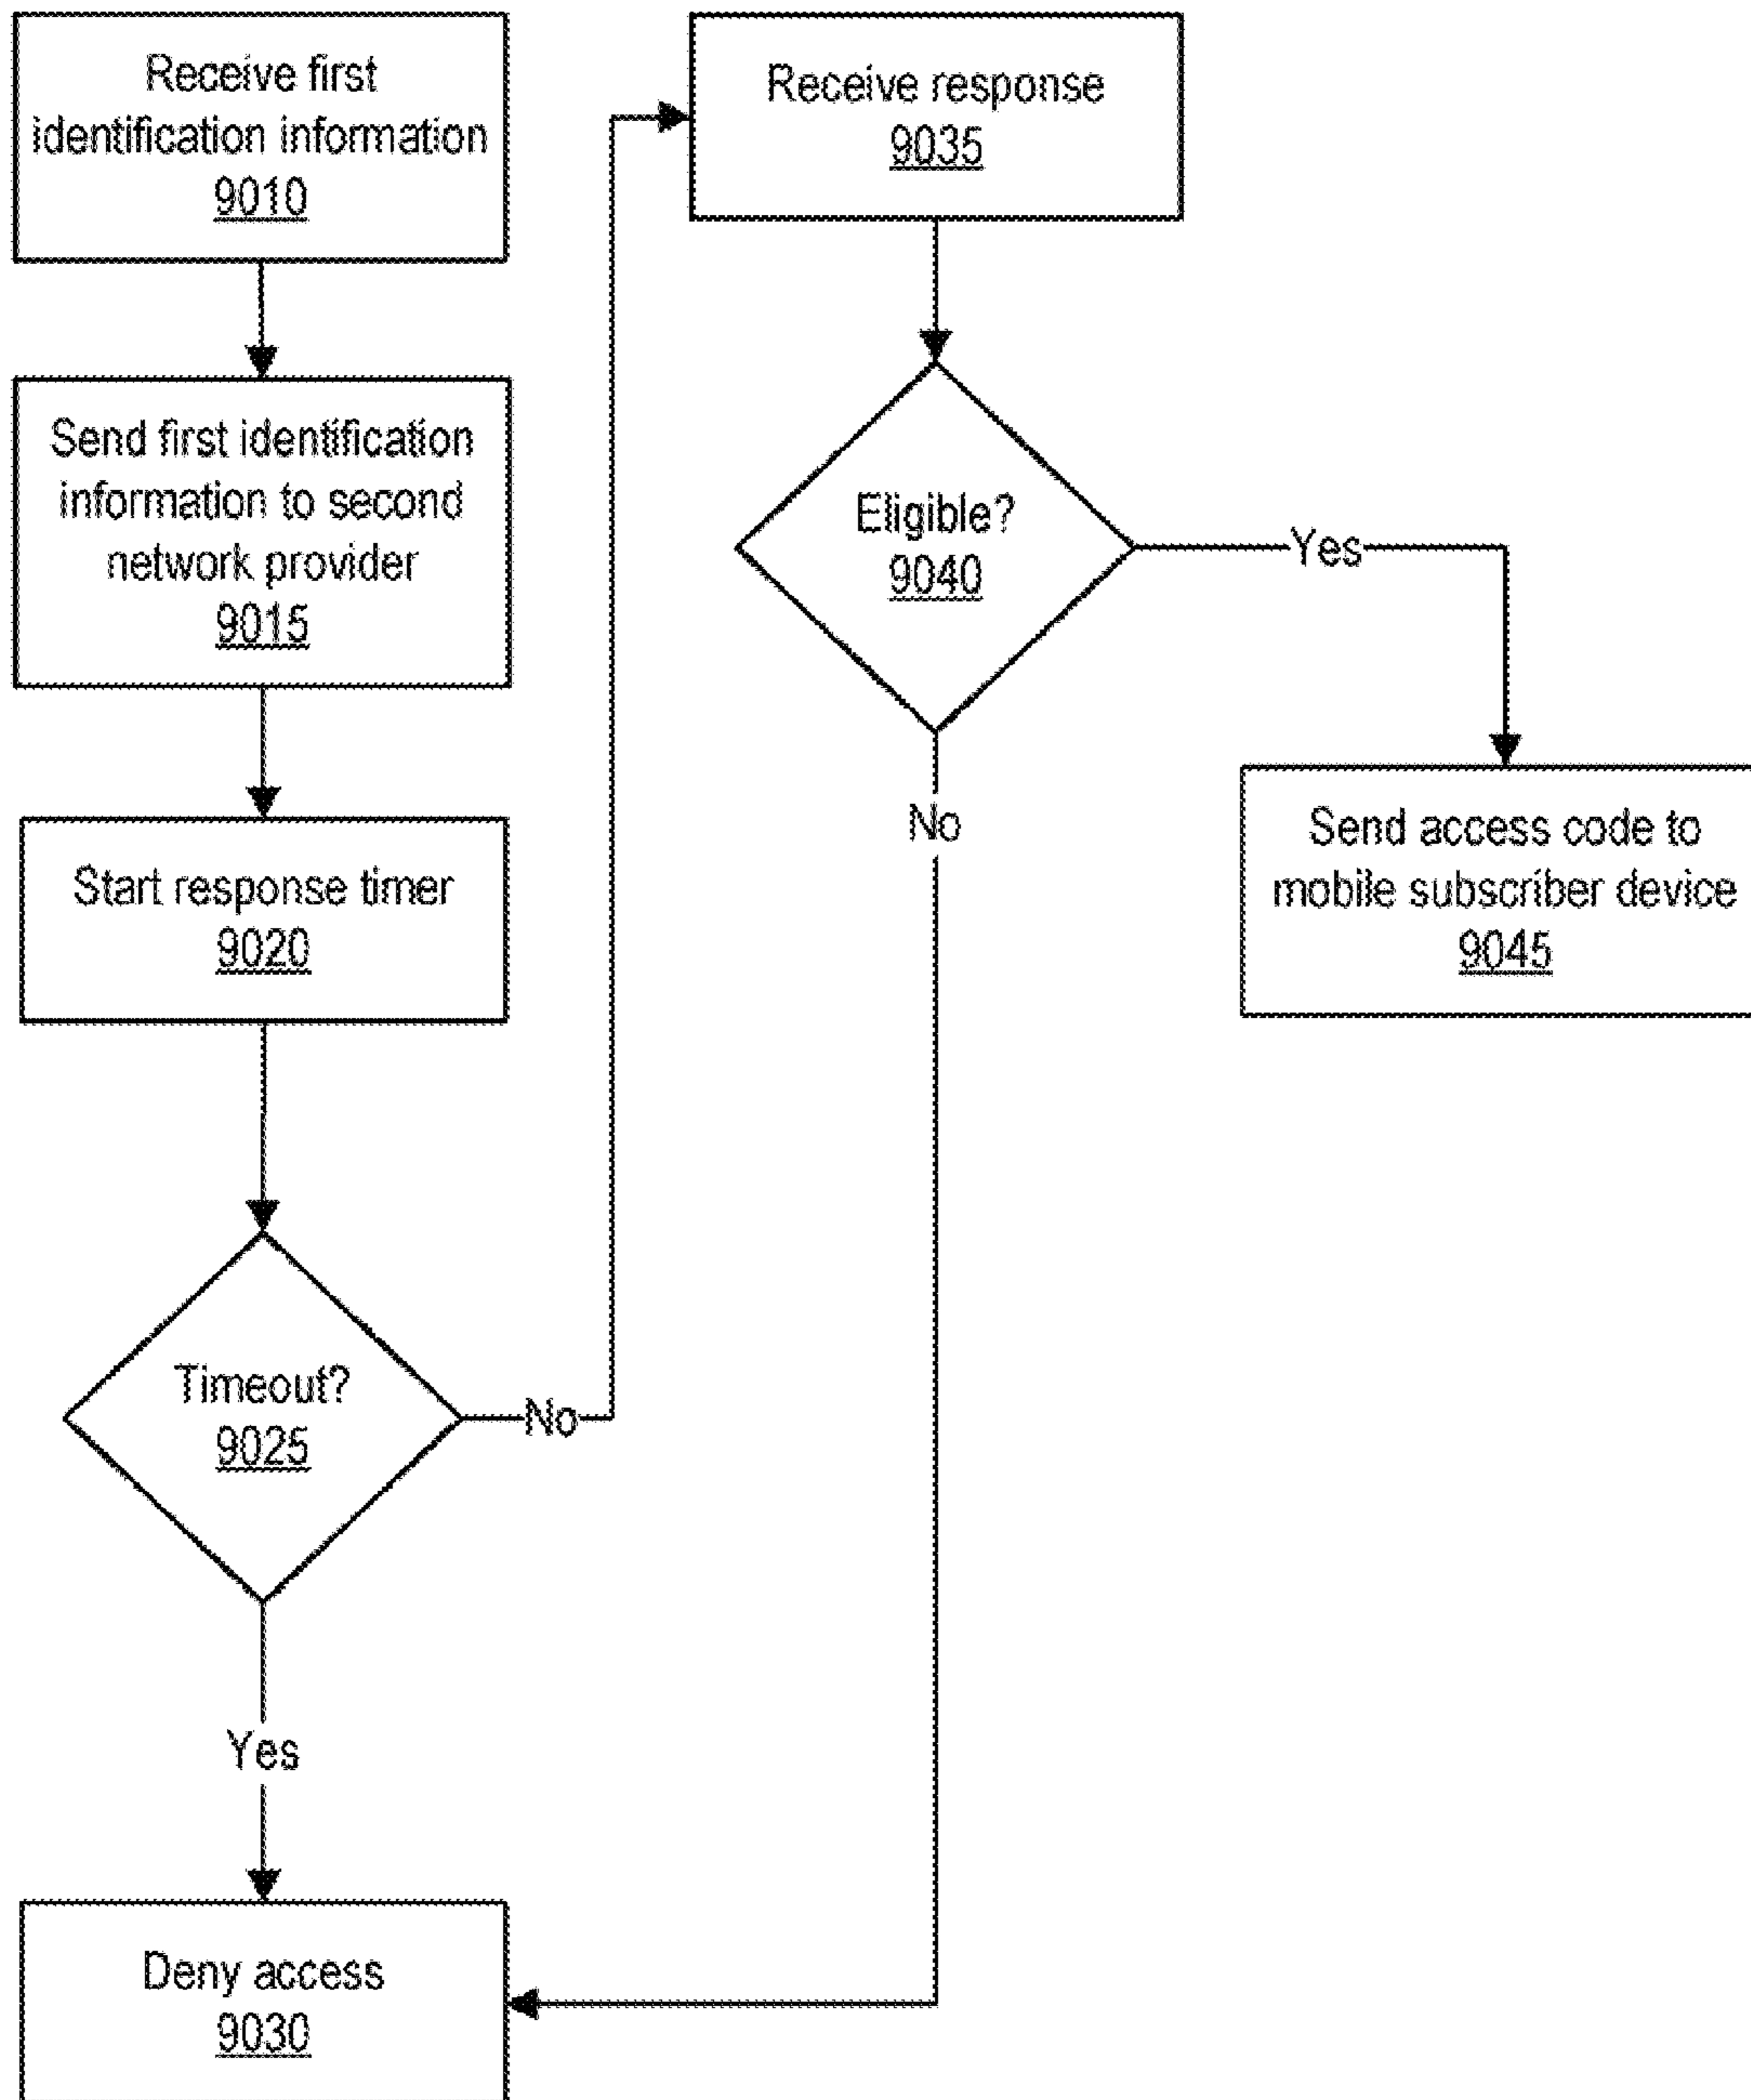 Receive first
identification information
9010
Send first identification
information to second
network provider
9015
Start response timer
9020
Timeout?
9025
No
Yes
Deny access
9030
Receive response
9035
Eligible?
9040
Yes
No
Send access code to
mobile subscriber device
9045